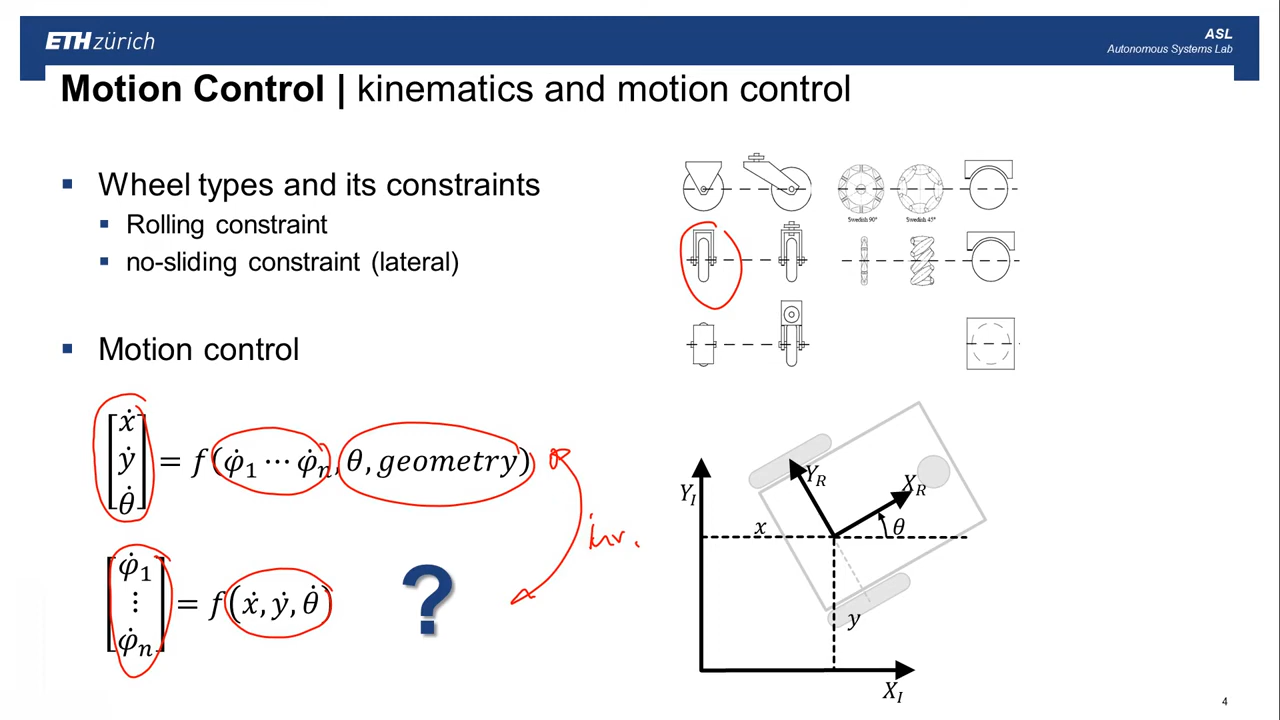 ETH zürich
ASL
Autonomous Systems Lab
Motion Control | kinematics and motion control
▪ Wheel types and its constraints
▪ Rolling constraint
▪ no-sliding constraint (lateral)
Swedish 90° Swedish 45°
▪ Motion control
[ẋ ẏ θ̇] = f(φ̇₁ ⋯ φ̇ₙ, θ, geometry)
inv.
[φ̇₁ ⋮ φ̇ₙ] = f(ẋ, ẏ, θ̇) ?
Y_I
Y_R
X_R
x
θ
y
X_I
4